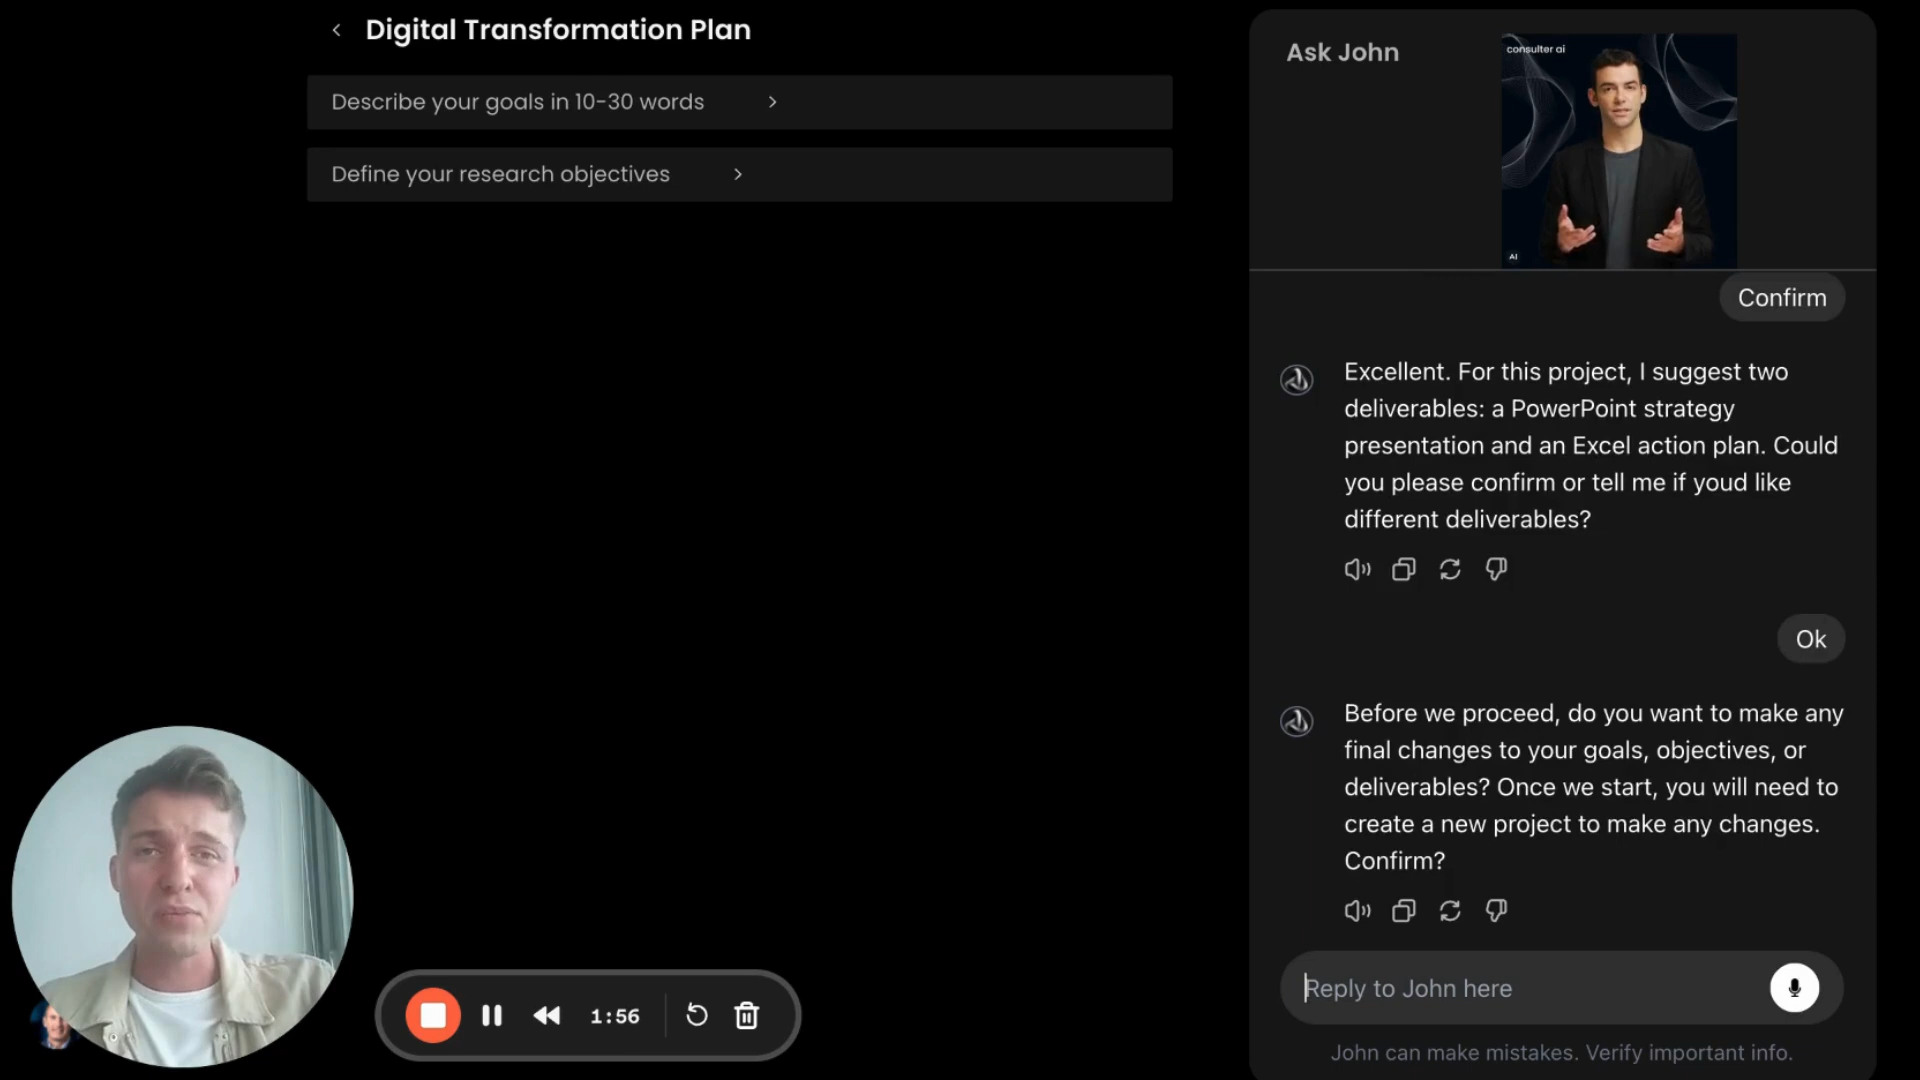 Digital Transformation Plan
Describe your goals in 10-30 words
Define your research objectives
Ask John
consulter ai
AI
Confirm
Excellent. For this project, I suggest two
deliverables: a PowerPoint strategy
presentation and an Excel action plan. Could
you please confirm or tell me if youd like
different deliverables?
Ok
Before we proceed, do you want to make any
final changes to your goals, objectives, or
deliverables? Once we start, you will need to
create a new project to make any changes.
Confirm?
Reply to John here
John can make mistakes. Verify important info.
1:56